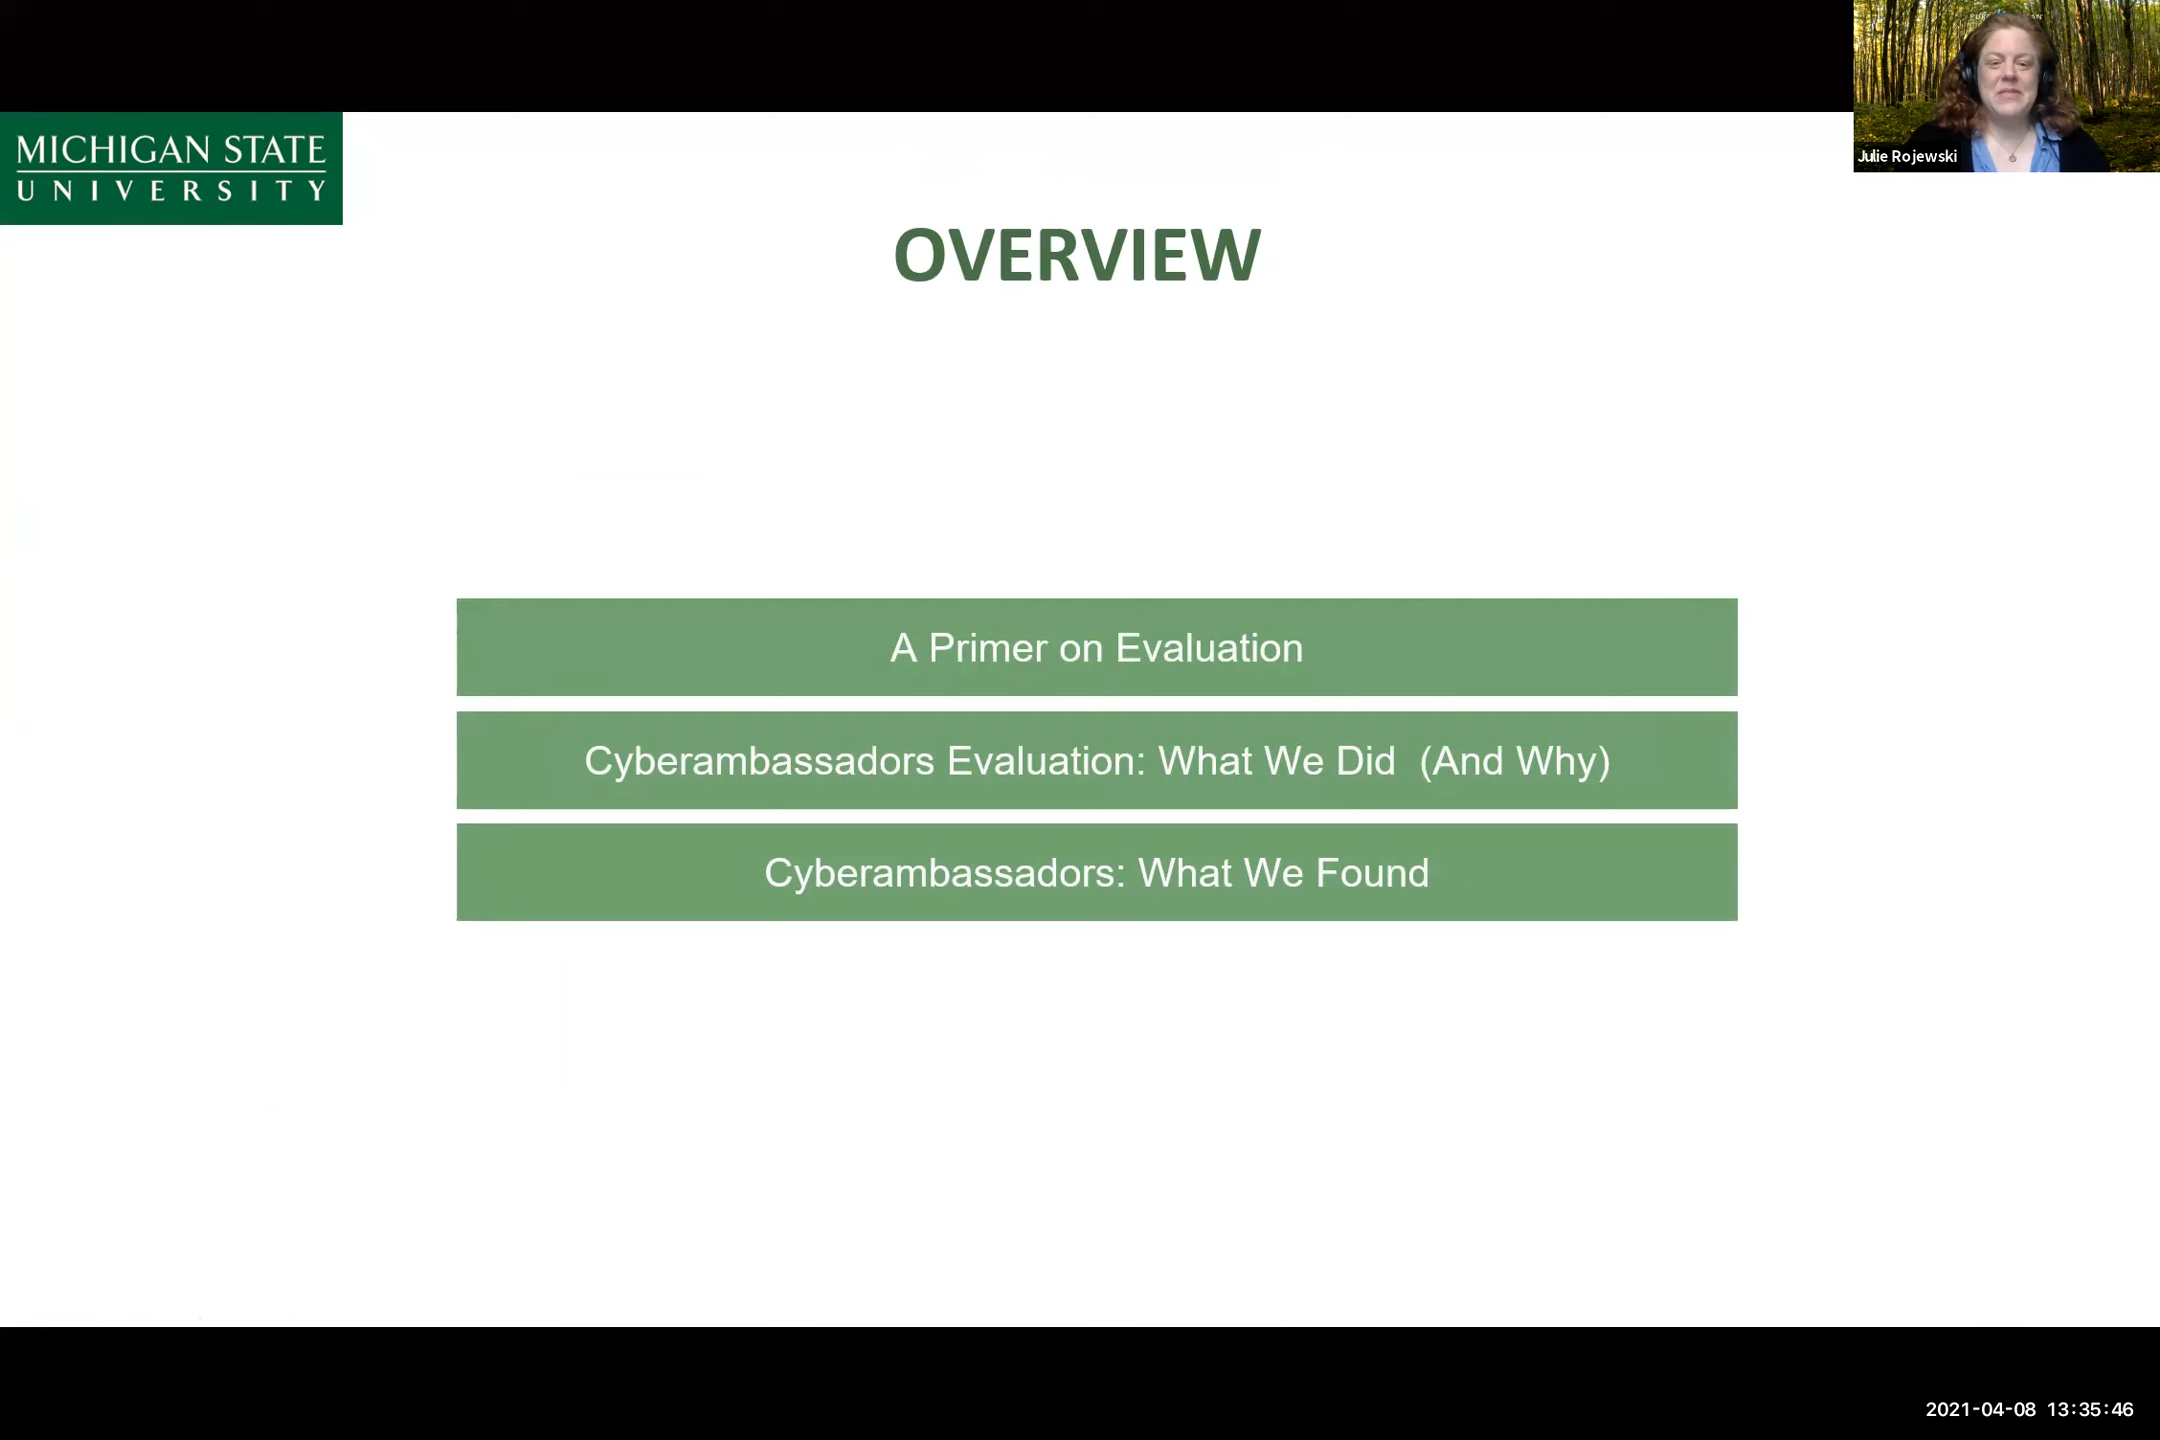 MICHIGAN STATE
UNIVERSITY
Julie Rojewski
OVERVIEW
A Primer on Evaluation
Cyberambassadors Evaluation: What We Did (And Why)
Cyberambassadors: What We Found
2021-04-08 13:35:46